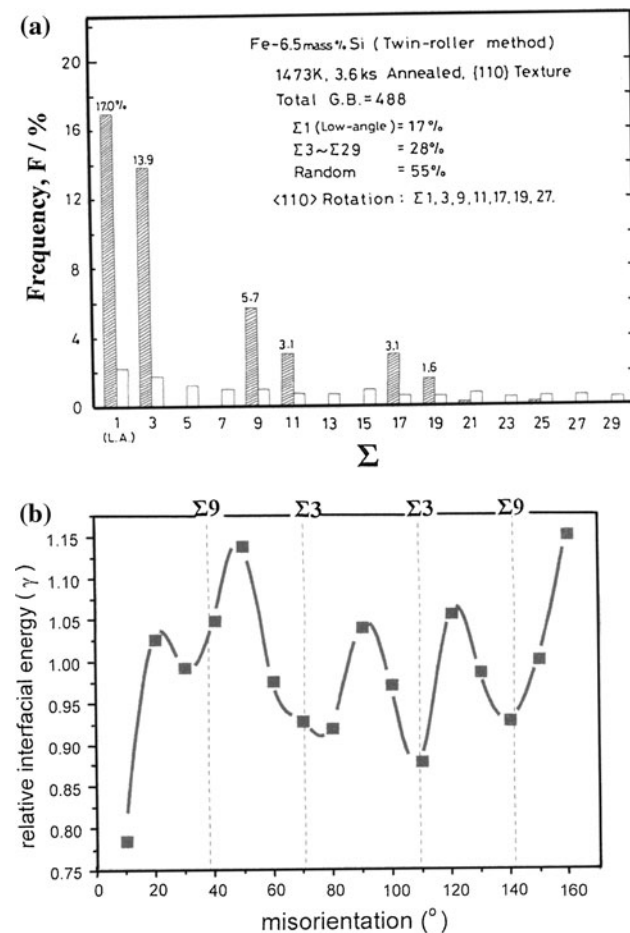 (a)
Fe-6.5mass%Si (Twin-roller method)
1473K, 3.6ks Annealed, {110} Texture
Total G.B.=488
Σ1 (Low-angle) = 17%
Σ3~Σ29 = 28%
Random = 55%
<110> Rotation : Σ1, 3, 9, 11, 17, 19, 27.
Frequency, F / %
20
16
12
8
4
0
17.0%
13.9
5.7
3.1
3.1
1.6
1 3 5 7 9 11 13 15 17 19 21 23 25 27 29
(L.A.)
Σ
(b)
Σ9 Σ3 Σ3 Σ9
relative interfacial energy (γ)
1.15
1.10
1.05
1.00
0.95
0.90
0.85
0.80
0.75
0 20 40 60 80 100 120 140 160
misorientation (°)